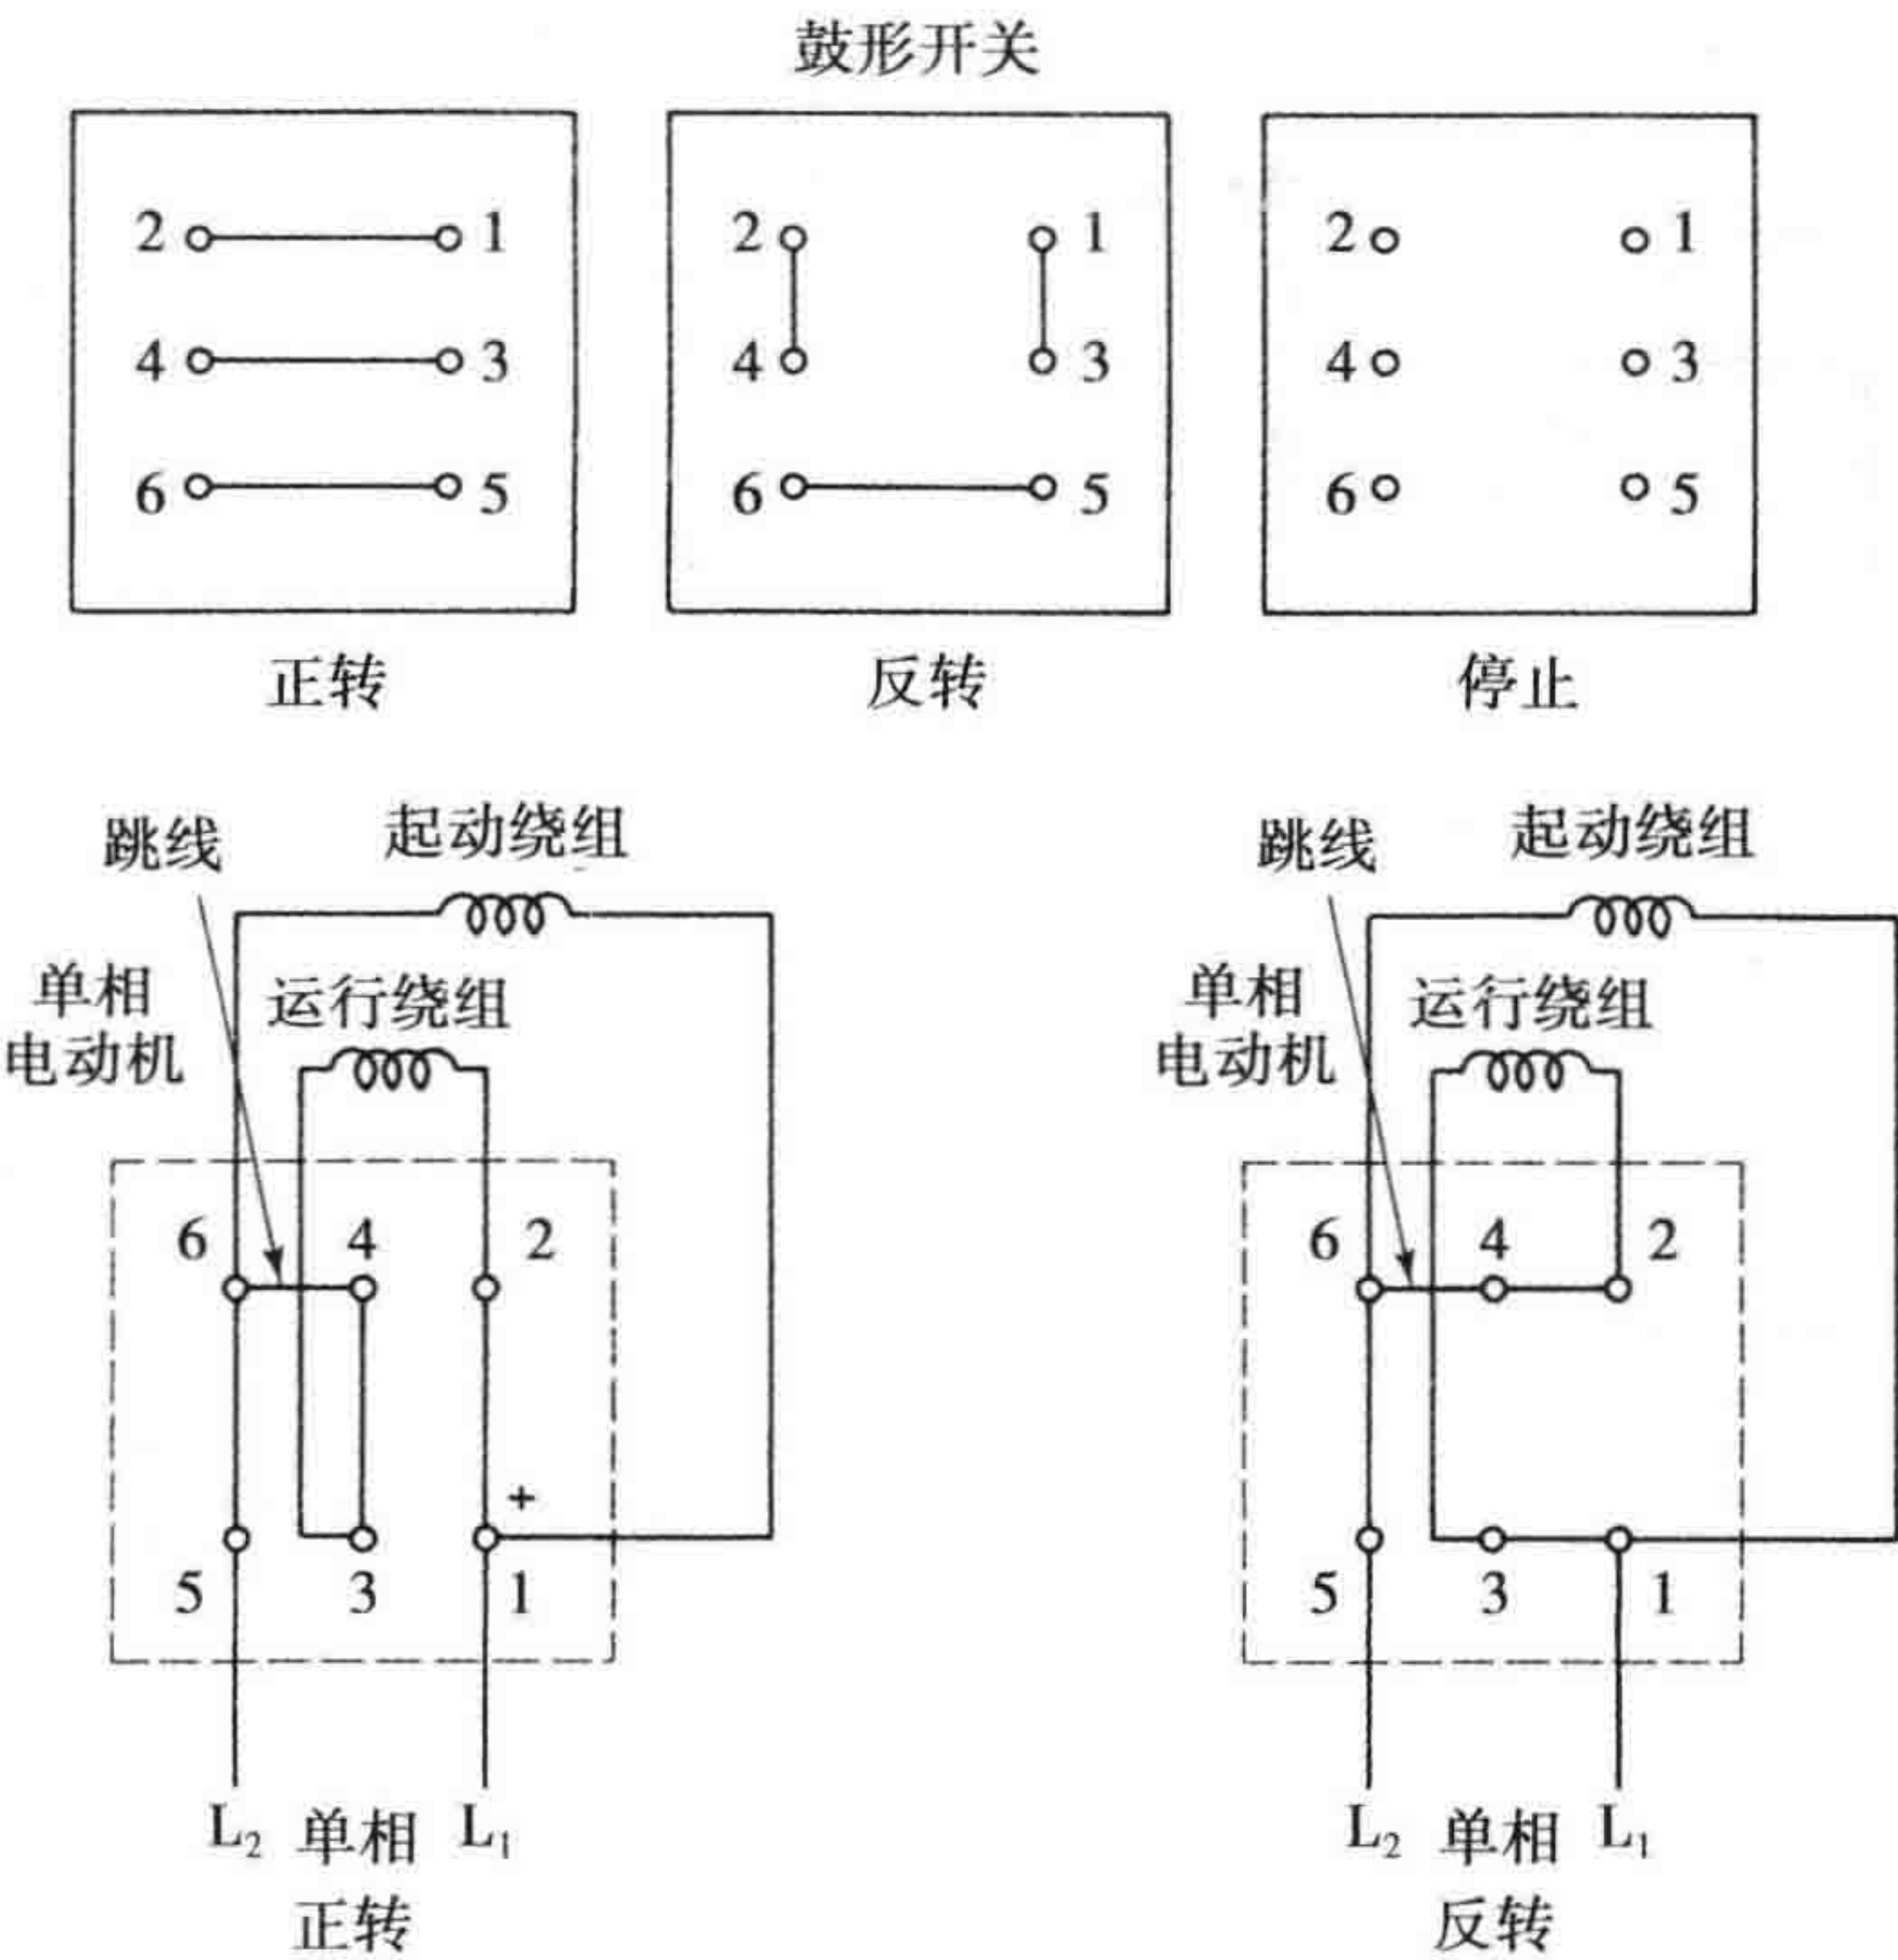 鼓形开关
2 1
4 3
6 5
正转
2 1
4 3
6 5
反转
2 1
4 3
6 5
停止
跳线
起动绕组
单相
电动机
运行绕组
6 4 2
+
5 3 1
L₂ 单相 L₁
正转
跳线
起动绕组
单相
电动机
运行绕组
6 4 2
5 3 1
L₂ 单相 L₁
反转